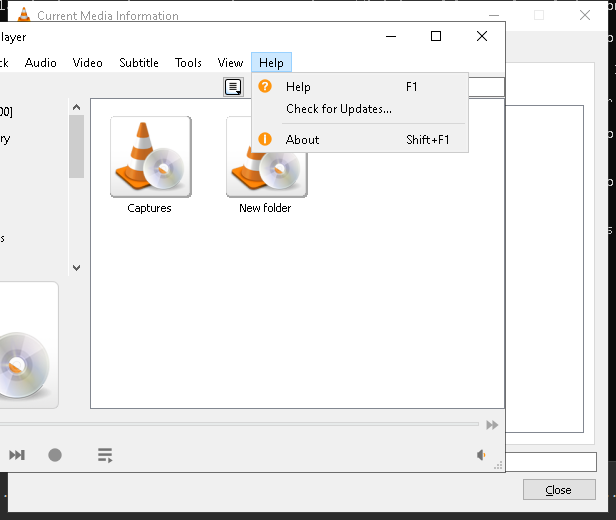 Current Media Information
layer
ck Audio Video Subtitle Tools View Help
00]
ry
s
Help F1
Check for Updates...
About Shift+F1
Captures
New folder
Close